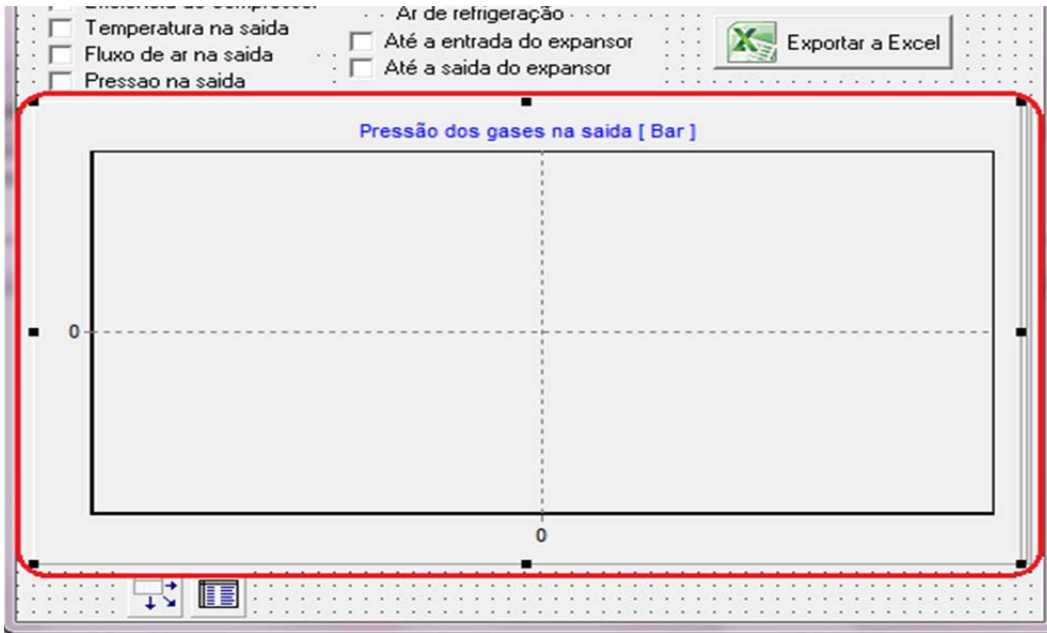 Temperatura na saida
Fluxo de ar na saida
Pressao na saida
Ar de refrigeração
Até a entrada do expansor
Até a saida do expansor
Exportar a Excel
Pressão dos gases na saida [ Bar ]
0
0